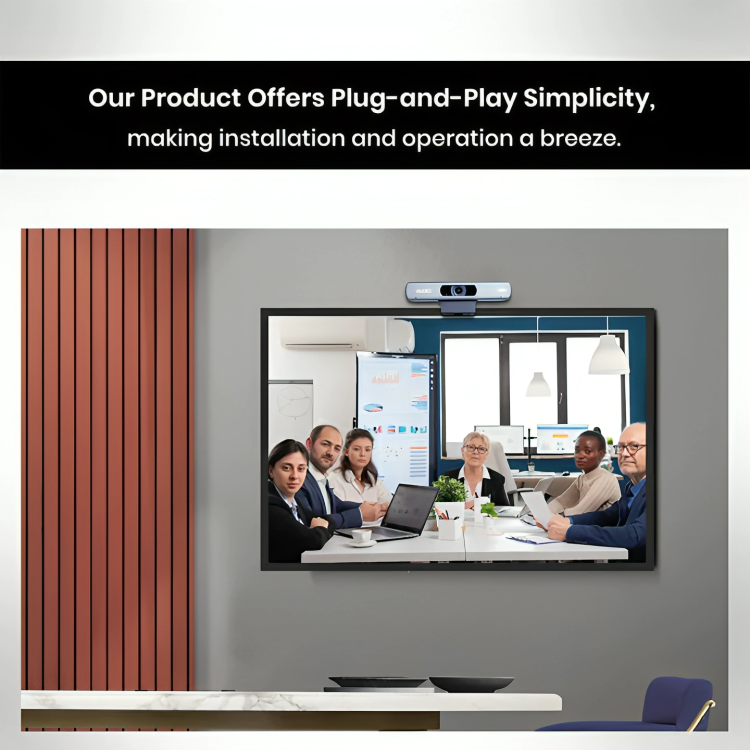 Our Product Offers Plug-and-Play Simplicity,
making installation and operation a breeze.